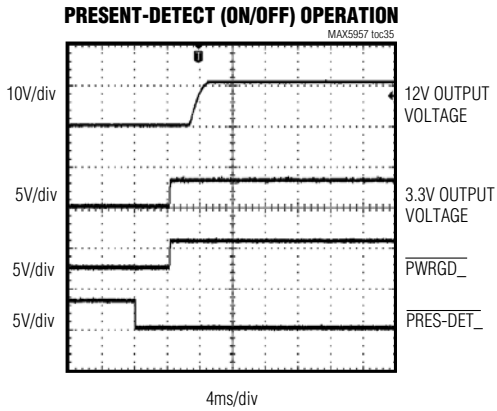 PRESENT-DETECT (ON/OFF) OPERATION
MAX5957 toc35
T
10V/div
12V OUTPUT
VOLTAGE
5V/div
3.3V OUTPUT
VOLTAGE
5V/div
PWRGD_
5V/div
PRES-DET_
4ms/div